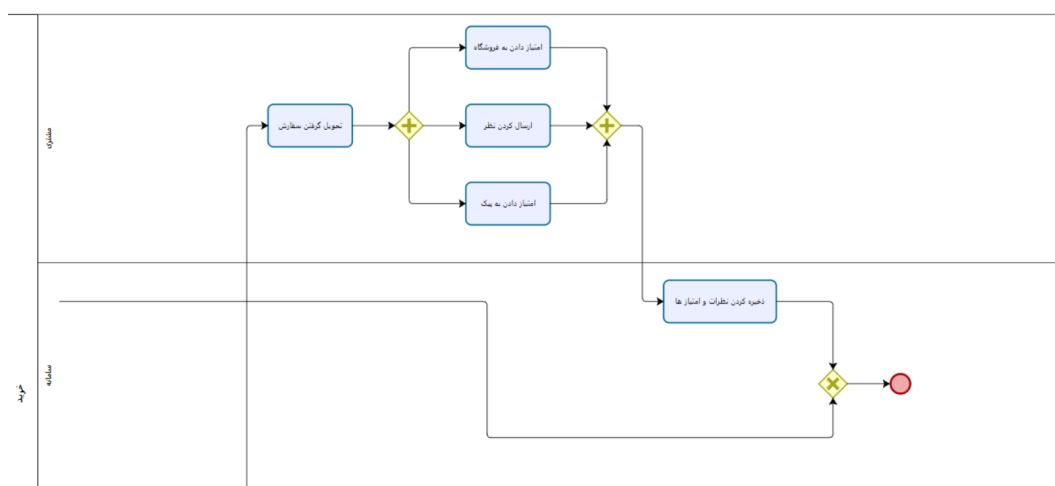 خرید
مشتری
سامانه
تحویل گرفتن سفارش
امتیاز دادن به فروشگاه
ارسال کردن نظر
امتیاز دادن به پیک
ذخیره کردن نظرات و امتیاز ها